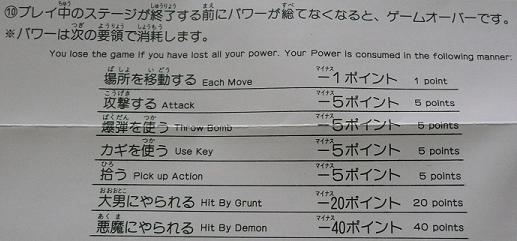 ⑩プレイ中のステージが終了する前にパワーが総てなくなると、ゲームオーバーです。
※パワーは次の要領で消耗します。
You lose the game if you have lost all your power. Your Power is consumed in the following manner:
場所を移動する Each Move －1ポイント 1 point
攻撃する Attack －5ポイント 5 points
爆弾を使う Throw Bomb －5ポイント 5 points
カギを使う Use Key －5ポイント 5 points
拾う Pick up Action －5ポイント 5 points
大男にやられる Hit By Grunt －20ポイント 20 points
悪魔にやられる Hit By Demon －40ポイント 40 points